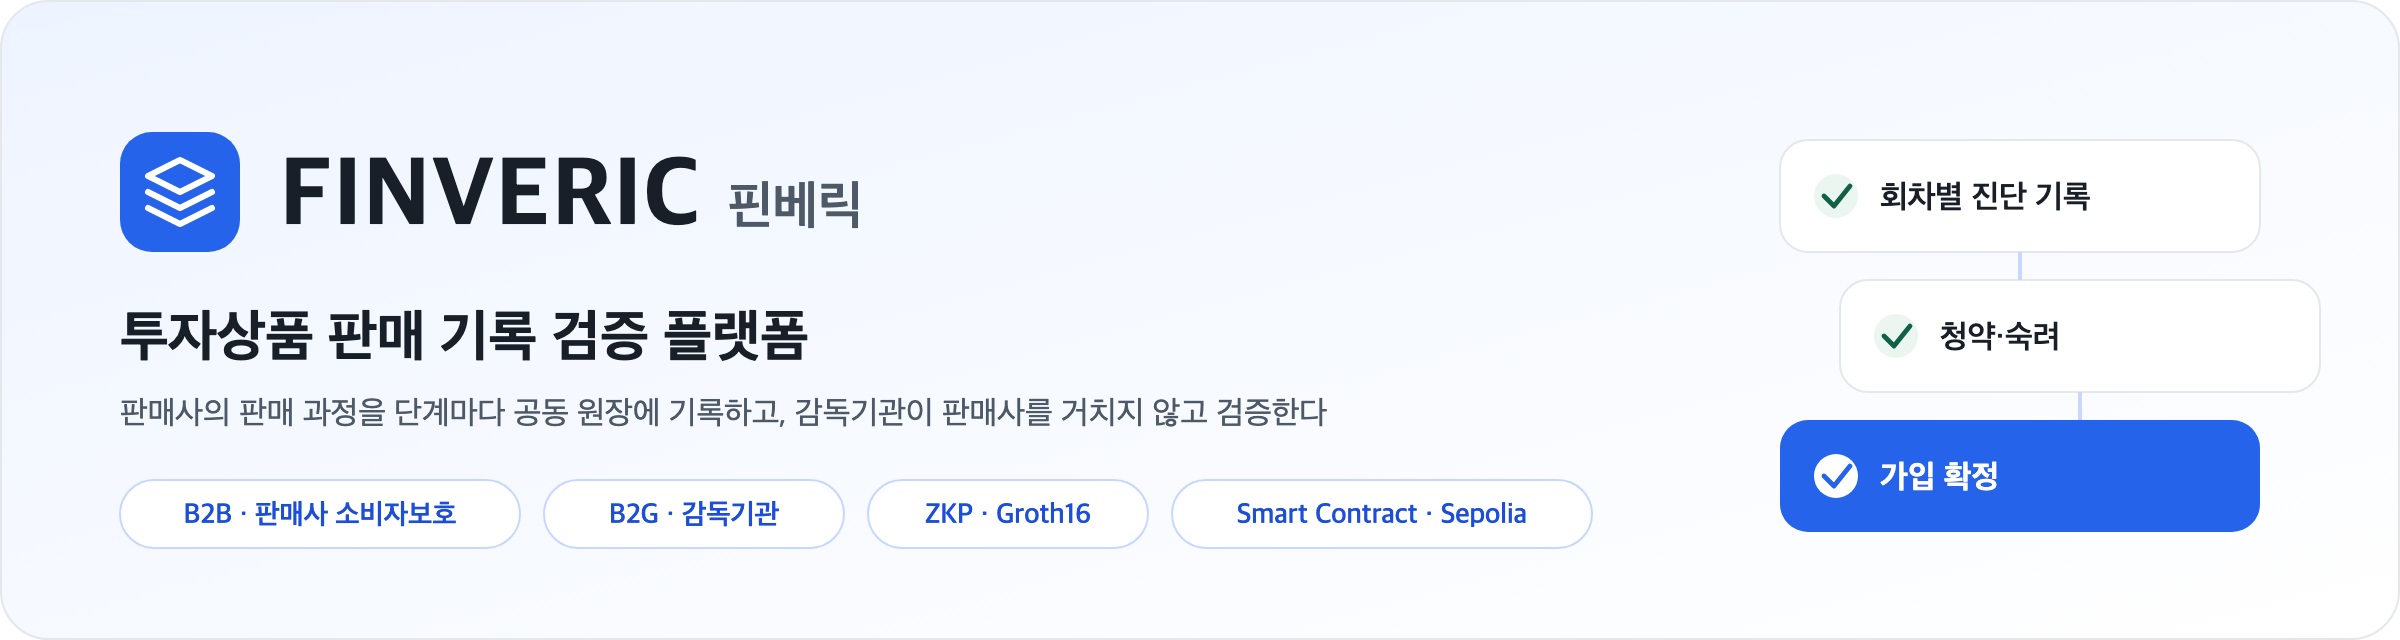 FINVERIC 핀베릭
투자상품 판매 기록 검증 플랫폼
판매사의 판매 과정을 단계마다 공동 원장에 기록하고, 감독기관이 판매사를 거치지 않고 검증한다
B2B · 판매사 소비자보호
B2G · 감독기관
ZKP · Groth16
Smart Contract · Sepolia
회차별 진단 기록
청약·숙려
가입 확정